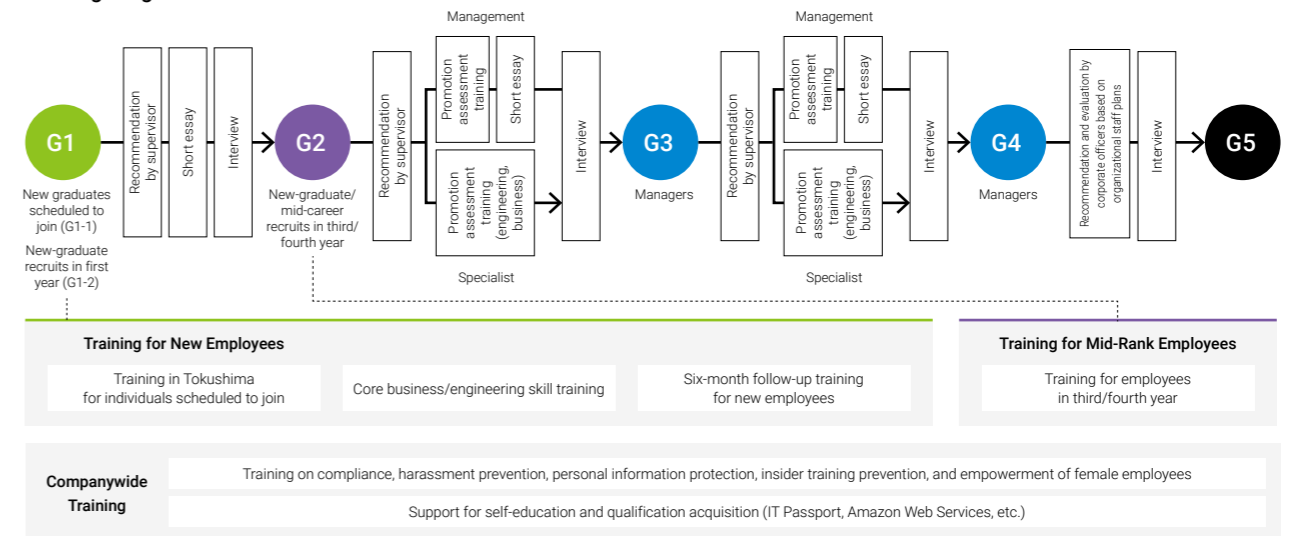 Management
Management
Recommendation
by supervisor
Short essay
Interview
Recommendation
by supervisor
Promotion
assessment
training
Short essay
Promotion
assessment
training
(engineering,
business)
Interview
Recommendation
by supervisor
Promotion
assessment
training
Short essay
Promotion
assessment
training
(engineering,
business)
Interview
Recommendation and evaluation by
corporate officers based on
organizational staff plans
Interview
G1
G2
G3
G4
G5
New graduates
scheduled to
join (G1-1)
New-graduate
recruits in first
year (G1-2)
New-graduate/
mid-career
recruits in third/
fourth year
Managers
Managers
Specialist
Specialist
Training for New Employees
Training in Tokushima
for individuals scheduled to join
Core business/engineering skill training
Six-month follow-up training
for new employees
Training for Mid-Rank Employees
Training for employees
in third/fourth year
Companywide
Training
Training on compliance, harassment prevention, personal information protection, insider training prevention, and empowerment of female employees
Support for self-education and qualification acquisition (IT Passport, Amazon Web Services, etc.)